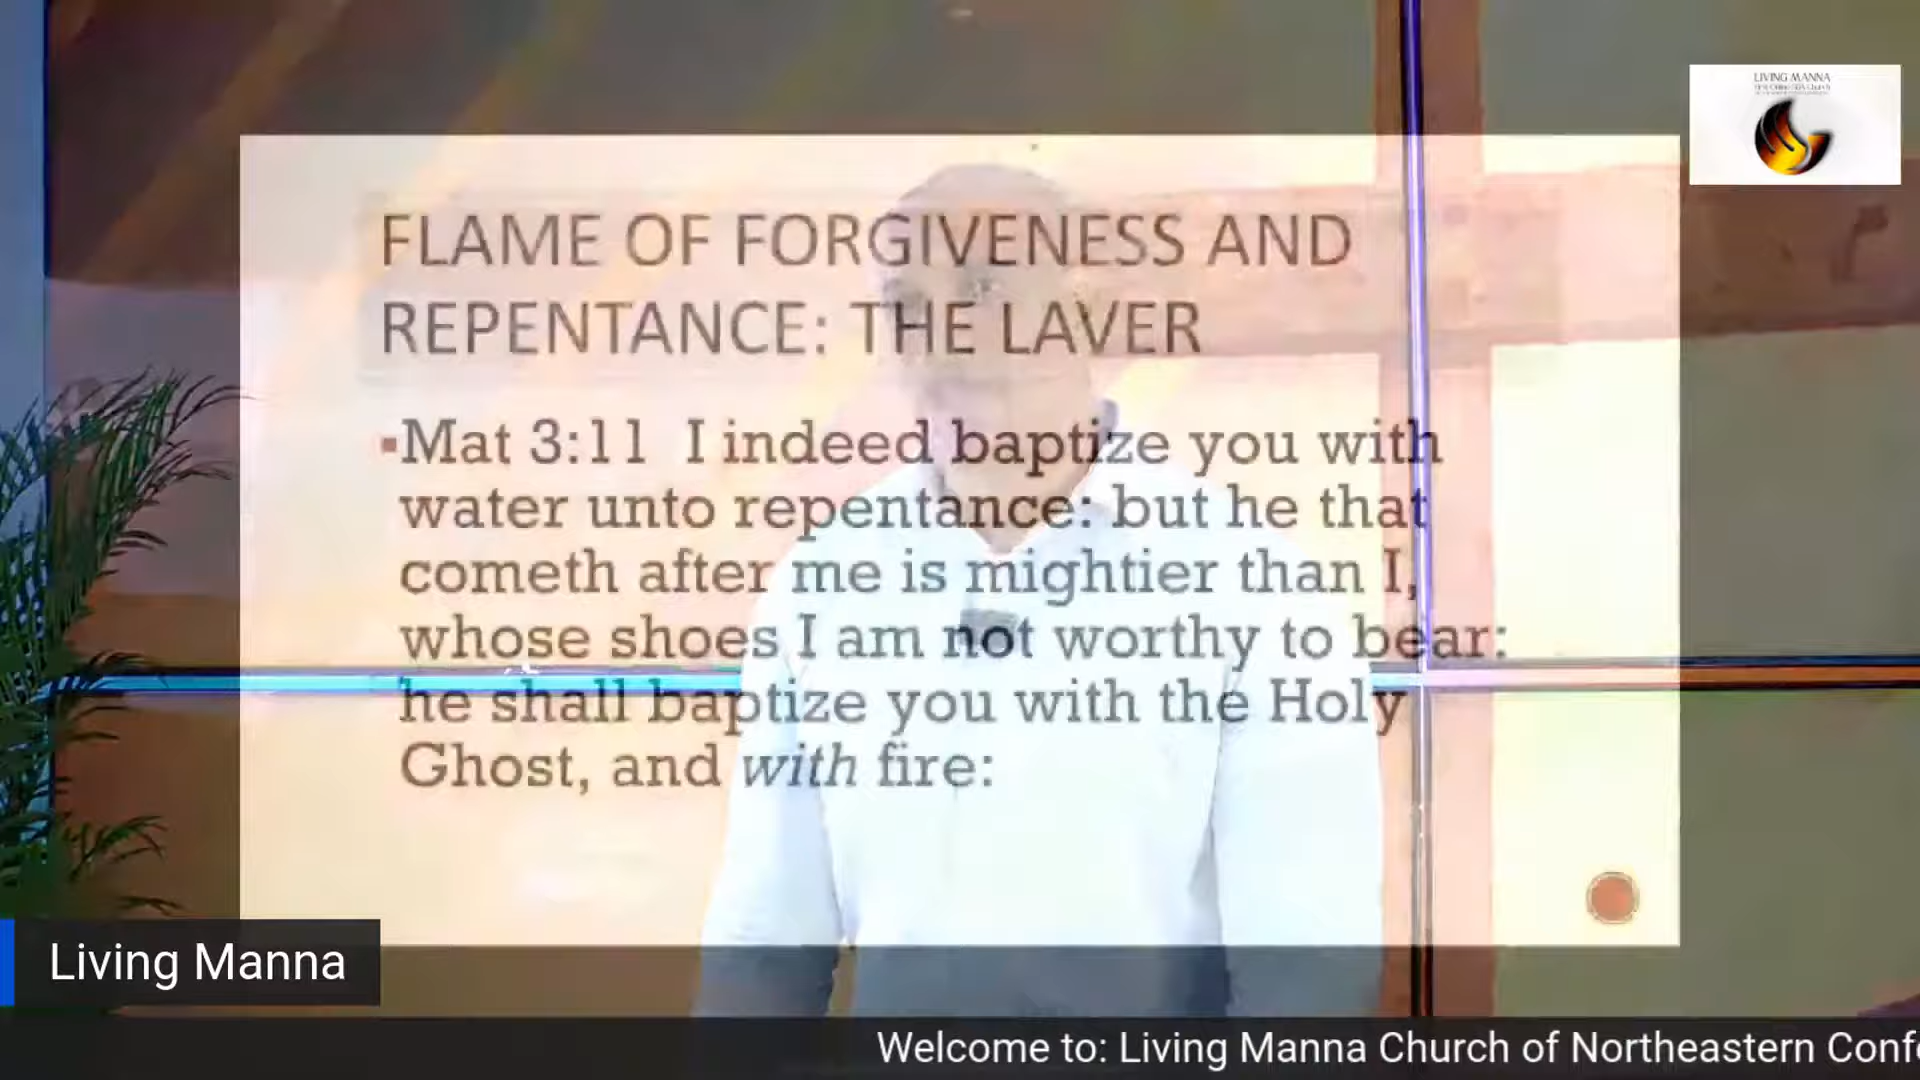 LIVING MANNA
FLAME OF FORGIVENESS AND
REPENTANCE: THE LAVER
▪Mat 3:11 I indeed baptize you with
water unto repentance: but he that
cometh after me is mightier than I,
whose shoes I am not worthy to bear:
he shall baptize you with the Holy
Ghost, and with fire:
Living Manna
Welcome to: Living Manna Church of Northeastern Conf